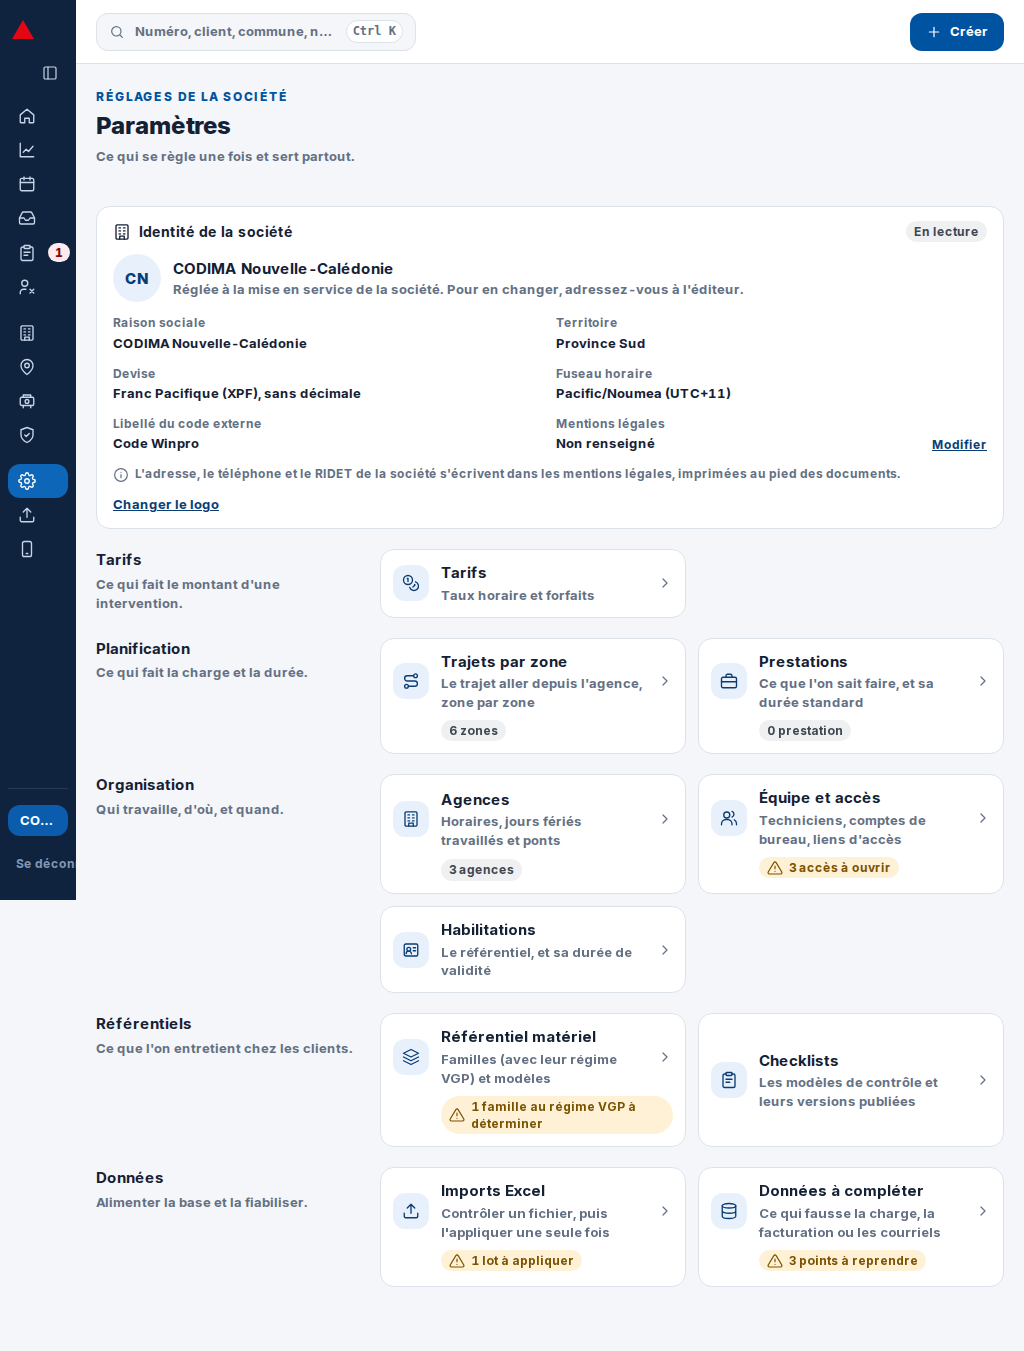 Numéro, client, commune, n…
Ctrl K
Créer
RÉGLAGES DE LA SOCIÉTÉ
Paramètres
Ce qui se règle une fois et sert partout.
1
Identité de la société
En lecture
CN
CODIMA Nouvelle-Calédonie
Réglée à la mise en service de la société. Pour en changer, adressez-vous à l'éditeur.
Raison sociale
CODIMA Nouvelle-Calédonie
Territoire
Province Sud
Devise
Franc Pacifique (XPF), sans décimale
Fuseau horaire
Pacific/Noumea (UTC+11)
Libellé du code externe
Code Winpro
Mentions légales
Non renseigné
Modifier
L'adresse, le téléphone et le RIDET de la société s'écrivent dans les mentions légales, imprimées au pied des documents.
Changer le logo
Tarifs
Ce qui fait le montant d'une
intervention.
Tarifs
Taux horaire et forfaits
Planification
Ce qui fait la charge et la durée.
Trajets par zone
Le trajet aller depuis l'agence,
zone par zone
6 zones
Prestations
Ce que l'on sait faire, et sa
durée standard
0 prestation
Organisation
Qui travaille, d'où, et quand.
Agences
Horaires, jours fériés
travaillés et ponts
3 agences
Équipe et accès
Techniciens, comptes de
bureau, liens d'accès
3 accès à ouvrir
CO…
Se décon
Habilitations
Le référentiel, et sa durée de
validité
Référentiels
Ce que l'on entretient chez les clients.
Référentiel matériel
Familles (avec leur régime
VGP) et modèles
1 famille au régime VGP à
déterminer
Checklists
Les modèles de contrôle et
leurs versions publiées
Données
Alimenter la base et la fiabiliser.
Imports Excel
Contrôler un fichier, puis
l'appliquer une seule fois
1 lot à appliquer
Données à compléter
Ce qui fausse la charge, la
facturation ou les courriels
3 points à reprendre